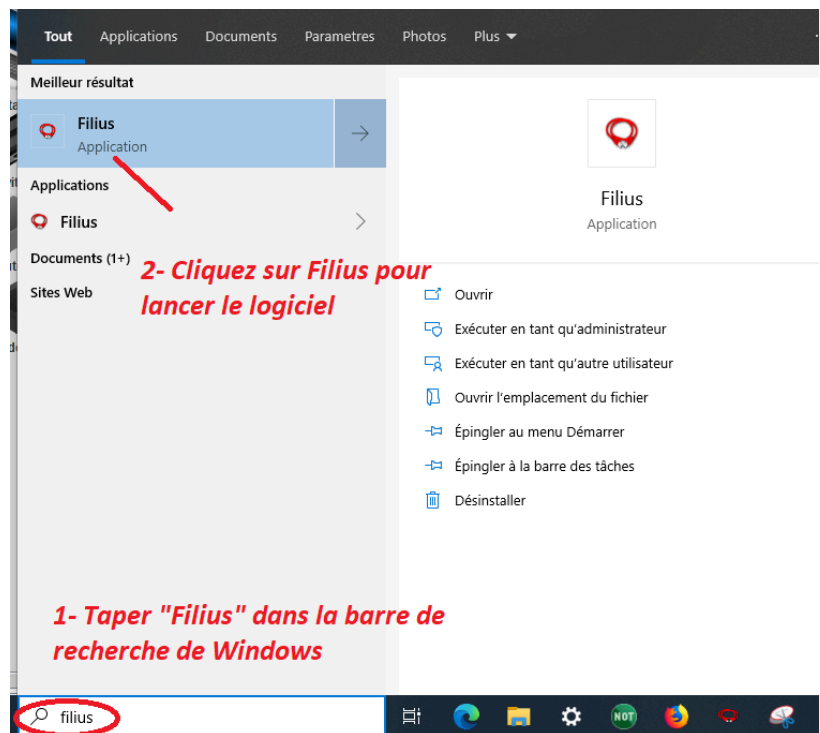 Tout Applications Documents Parametres Photos Plus
Meilleur résultat
Filius
Application
Applications
Filius
Documents (1+)
Sites Web
2- Cliquez sur Filius pour
lancer le logiciel
Filius
Application
Ouvrir
Exécuter en tant qu'administrateur
Exécuter en tant qu'autre utilisateur
Ouvrir l'emplacement du fichier
Épingler au menu Démarrer
Épingler à la barre des tâches
Désinstaller
1- Taper "Filius" dans la barre de
recherche de Windows
filius
NOT